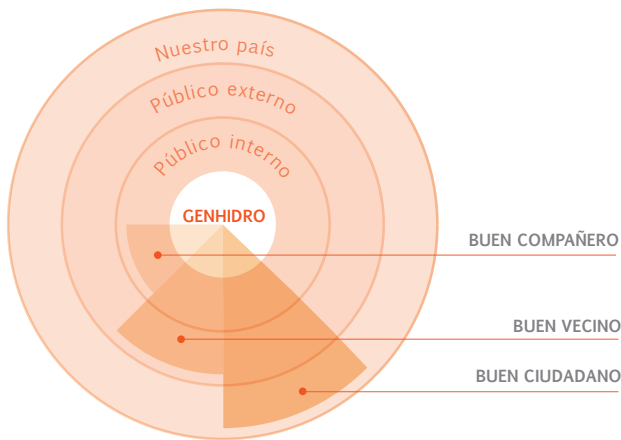 Nuestro país
Público externo
Público interno
GENHIDRO
BUEN COMPAÑERO
BUEN VECINO
BUEN CIUDADANO